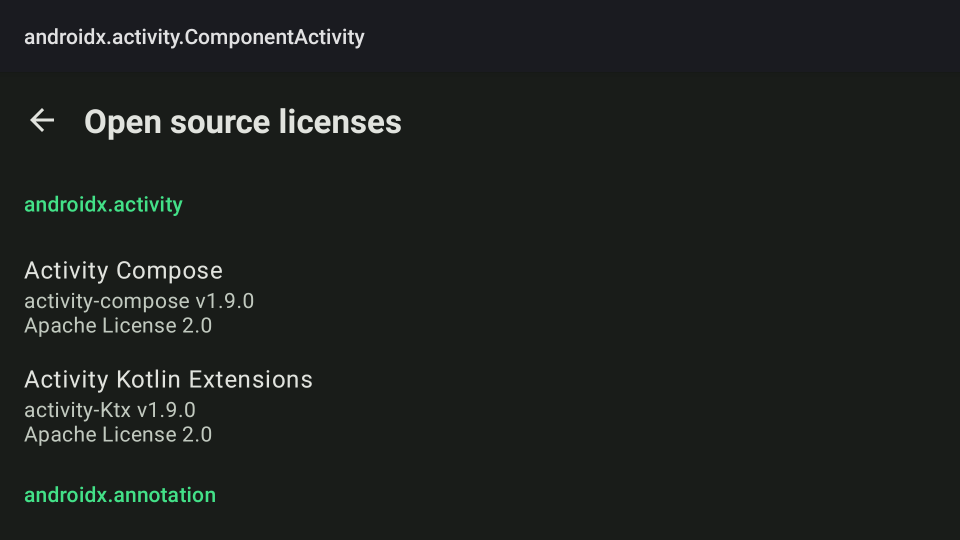 androidx.activity.ComponentActivity
Open source licenses
androidx.activity
Activity Compose
activity-compose v1.9.0
Apache License 2.0
Activity Kotlin Extensions
activity-Ktx v1.9.0
Apache License 2.0
androidx.annotation